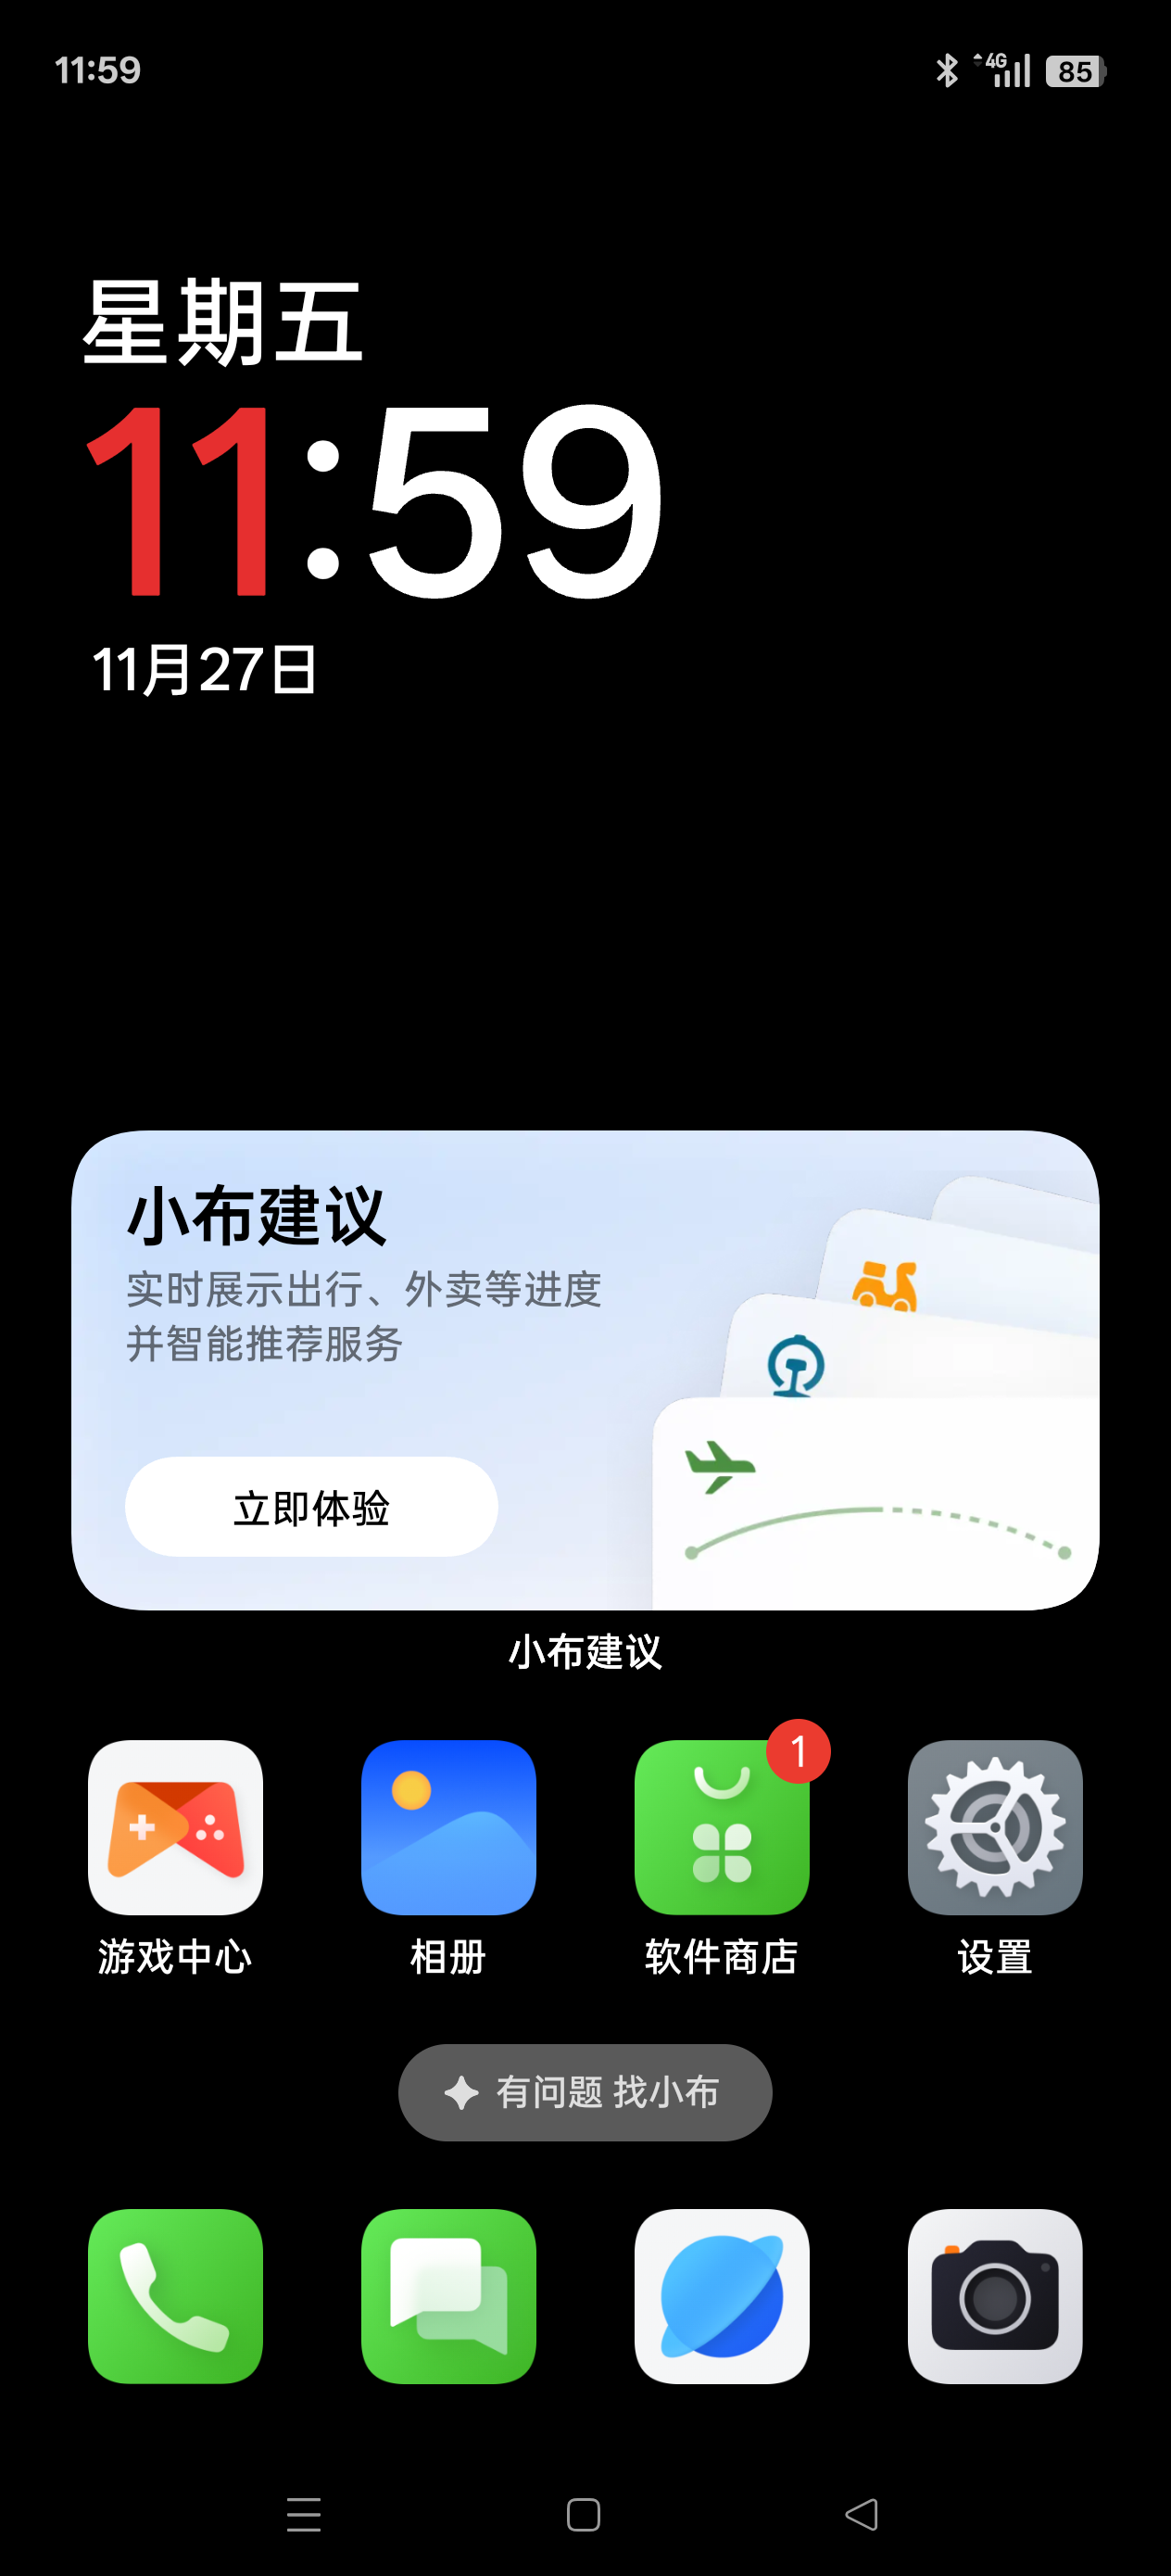 11:59
4G
85
星期五
11:59
11月27日
小布建议
实时展示出行、外卖等进度
并智能推荐服务
立即体验
小布建议
1
游戏中心
相册
软件商店
设置
有问题 找小布